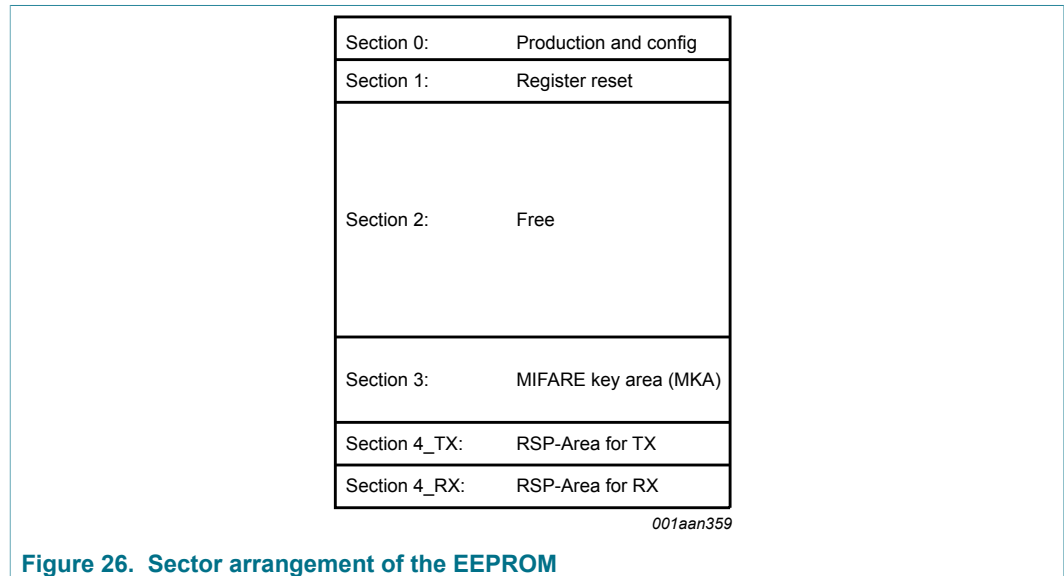 Section 0: Production and config
Section 1: Register reset
Section 2: Free
Section 3: MIFARE key area (MKA)
Section 4_TX: RSP-Area for TX
Section 4_RX: RSP-Area for RX
001aan359
Figure 26. Sector arrangement of the EEPROM